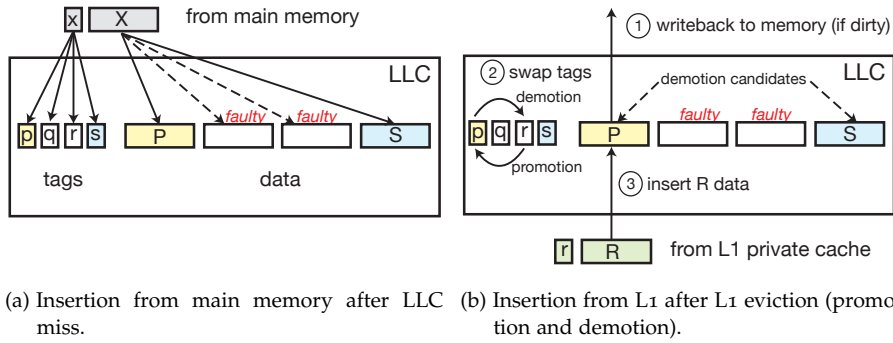 x X from main memory
LLC
faulty faulty
p q r s P S
tags data
(a) Insertion from main memory after LLC
miss.
1 writeback to memory (if dirty)
LLC
2 swap tags
demotion candidates
demotion
faulty faulty
p q r s P S
promotion
3 insert R data
r R from L1 private cache
(b) Insertion from L1 after L1 eviction (promo
tion and demotion).